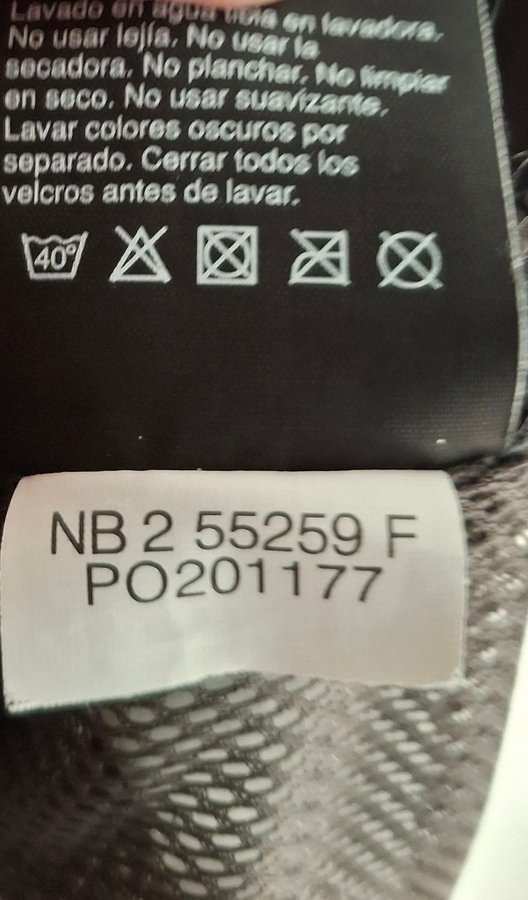 Lavado en agua tibia en lavadora.
No usar lejía. No usar la
secadora. No planchar. No limpiar
en seco. No usar suavizante.
Lavar colores oscuros por
separado. Cerrar todos los
velcros antes de lavar.
40°
NB 2 55259 F
PO201177